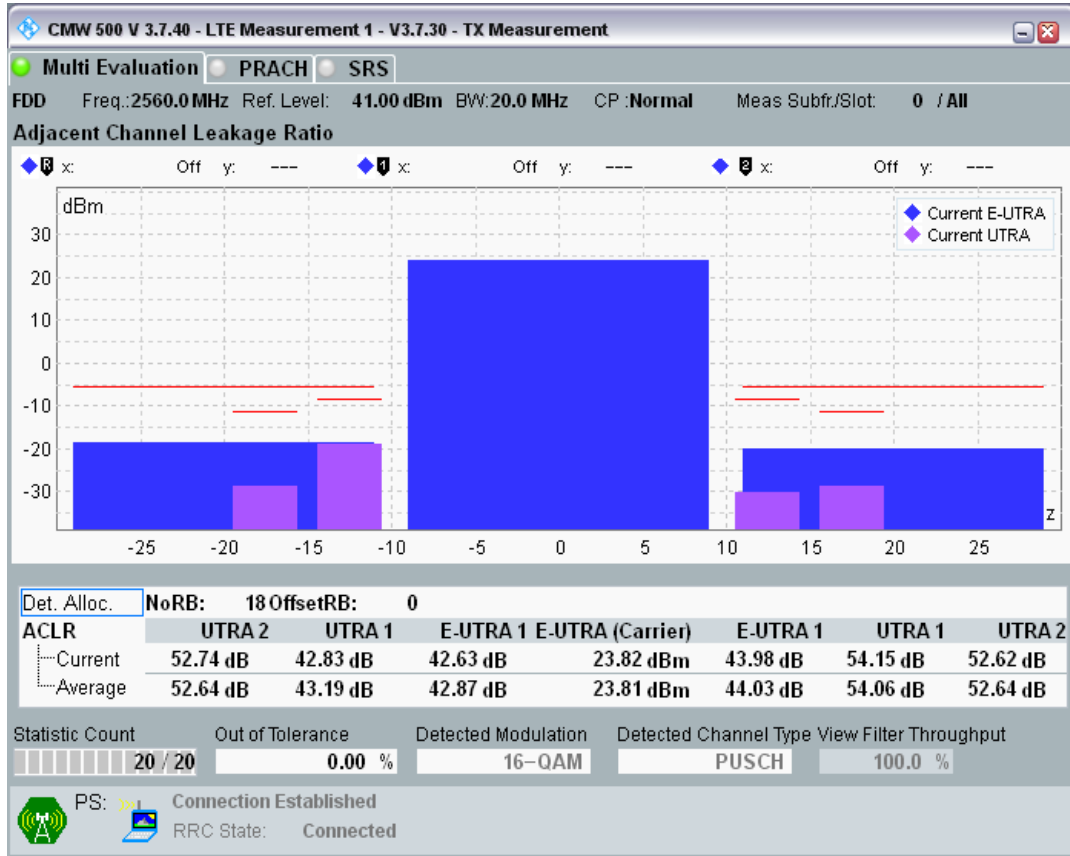 CMW 500 V 3.7.40 - LTE Measurement 1 - V3.7.30 - TX Measurement
Multi Evaluation PRACH SRS
FDD Freq.:2560.0 MHz Ref. Level: 41.00 dBm BW:20.0 MHz CP :Normal Meas Subfr./Slot: 0 / All
Adjacent Channel Leakage Ratio
R x: Off y: --- 1 x: Off y: --- 2 x: Off y: ---
dBm
Current E-UTRA
Current UTRA
30
20
10
0
-10
-20
-30
z
-25 -20 -15 -10 -5 0 5 10 15 20 25
Det. Alloc. NoRB: 18 OffsetRB: 0
ACLR UTRA 2 UTRA 1 E-UTRA 1 E-UTRA (Carrier) E-UTRA 1 UTRA 1 UTRA 2
Current 52.74 dB 42.83 dB 42.63 dB 23.82 dBm 43.98 dB 54.15 dB 52.62 dB
Average 52.64 dB 43.19 dB 42.87 dB 23.81 dBm 44.03 dB 54.06 dB 52.64 dB
Statistic Count Out of Tolerance Detected Modulation Detected Channel Type View Filter Throughput
20 / 20 0.00 % 16-QAM PUSCH 100.0 %
PS: Connection Established
RRC State: Connected